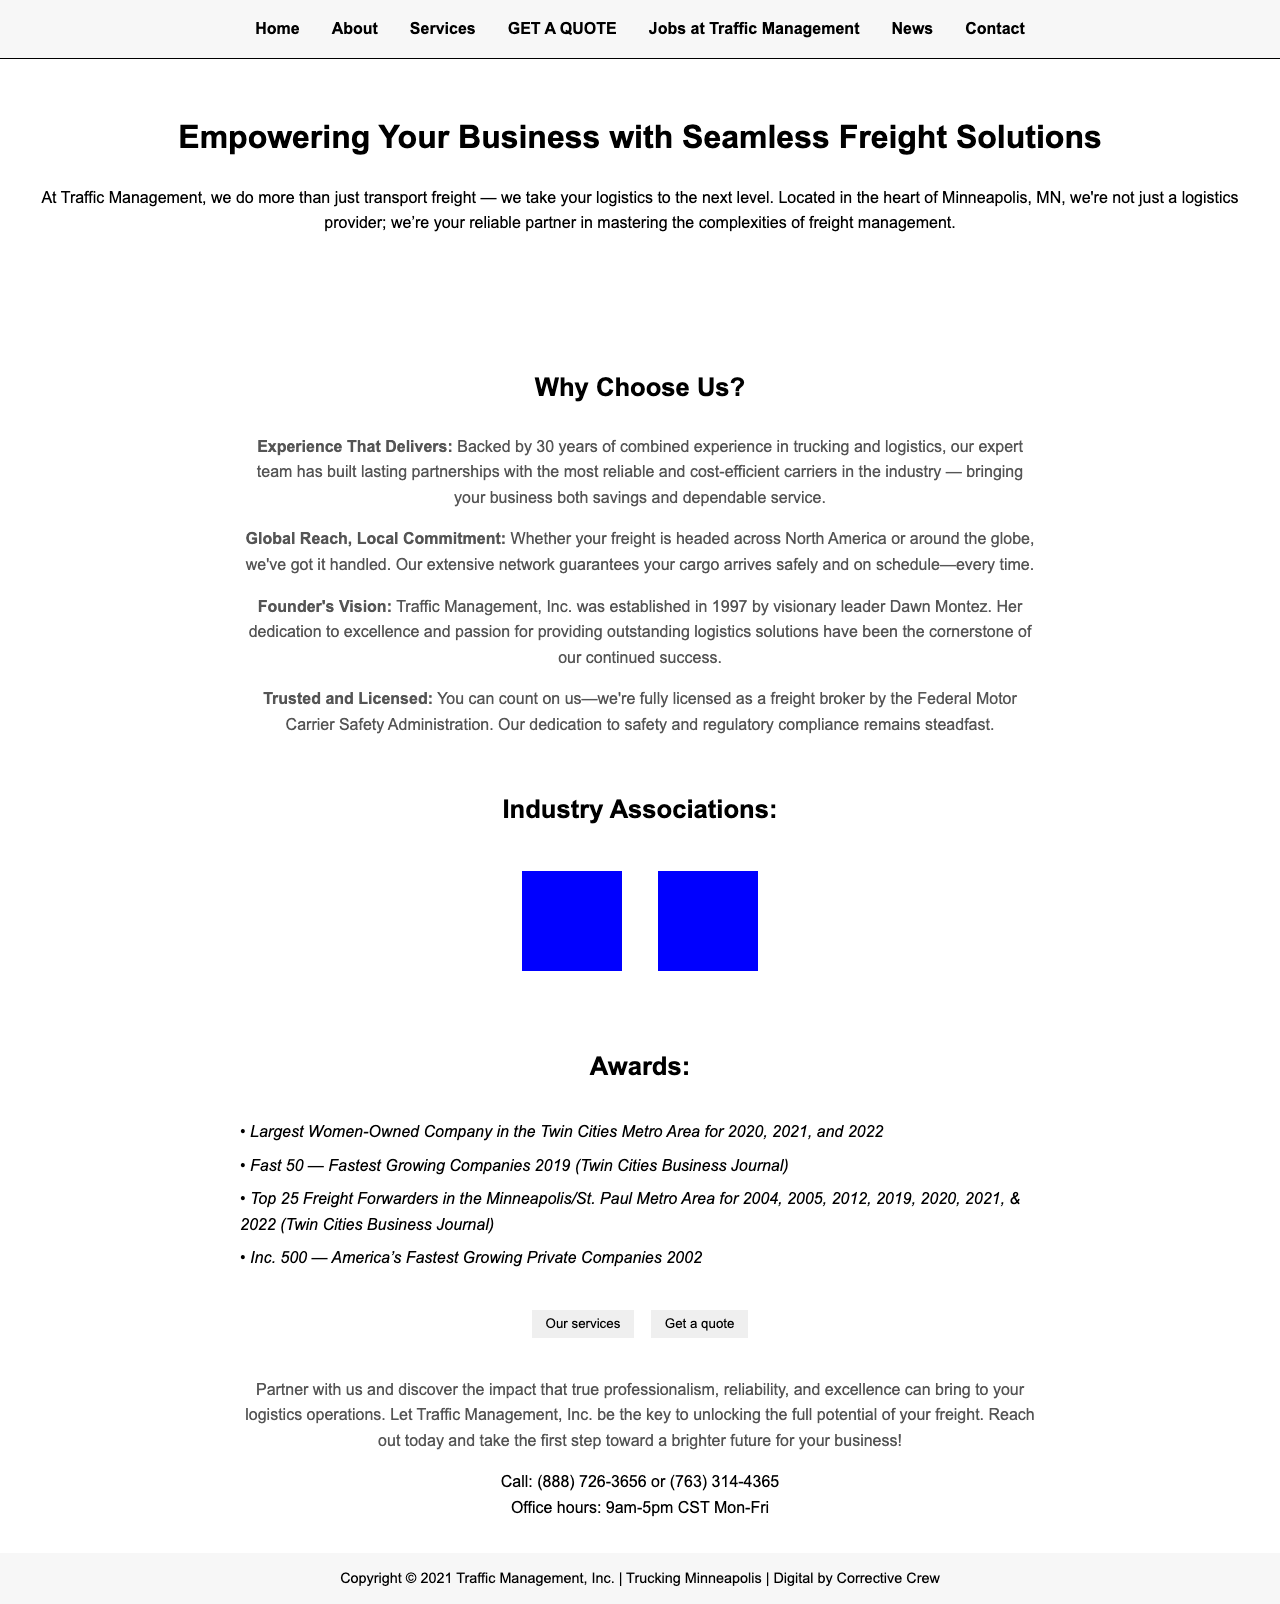 Home About Services GET A QUOTE Jobs at Traffic Management News Contact
Empowering Your Business with Seamless Freight Solutions
At Traffic Management, we do more than just transport freight — we take your logistics to the next level. Located in the heart of Minneapolis, MN, we're not just a logistics
provider; we’re your reliable partner in mastering the complexities of freight management.
Why Choose Us?
Experience That Delivers: Backed by 30 years of combined experience in trucking and logistics, our expert
team has built lasting partnerships with the most reliable and cost-efficient carriers in the industry — bringing
your business both savings and dependable service.
Global Reach, Local Commitment: Whether your freight is headed across North America or around the globe,
we've got it handled. Our extensive network guarantees your cargo arrives safely and on schedule—every time.
Founder's Vision: Traffic Management, Inc. was established in 1997 by visionary leader Dawn Montez. Her
dedication to excellence and passion for providing outstanding logistics solutions have been the cornerstone of
our continued success.
Trusted and Licensed: You can count on us—we're fully licensed as a freight broker by the Federal Motor
Carrier Safety Administration. Our dedication to safety and regulatory compliance remains steadfast.
Industry Associations:
Awards:
• Largest Women-Owned Company in the Twin Cities Metro Area for 2020, 2021, and 2022
• Fast 50 — Fastest Growing Companies 2019 (Twin Cities Business Journal)
• Top 25 Freight Forwarders in the Minneapolis/St. Paul Metro Area for 2004, 2005, 2012, 2019, 2020, 2021, &
2022 (Twin Cities Business Journal)
• Inc. 500 — America’s Fastest Growing Private Companies 2002
Our services Get a quote
Partner with us and discover the impact that true professionalism, reliability, and excellence can bring to your
logistics operations. Let Traffic Management, Inc. be the key to unlocking the full potential of your freight. Reach
out today and take the first step toward a brighter future for your business!
Call: (888) 726-3656 or (763) 314-4365
Office hours: 9am-5pm CST Mon-Fri
Copyright © 2021 Traffic Management, Inc. | Trucking Minneapolis | Digital by Corrective Crew